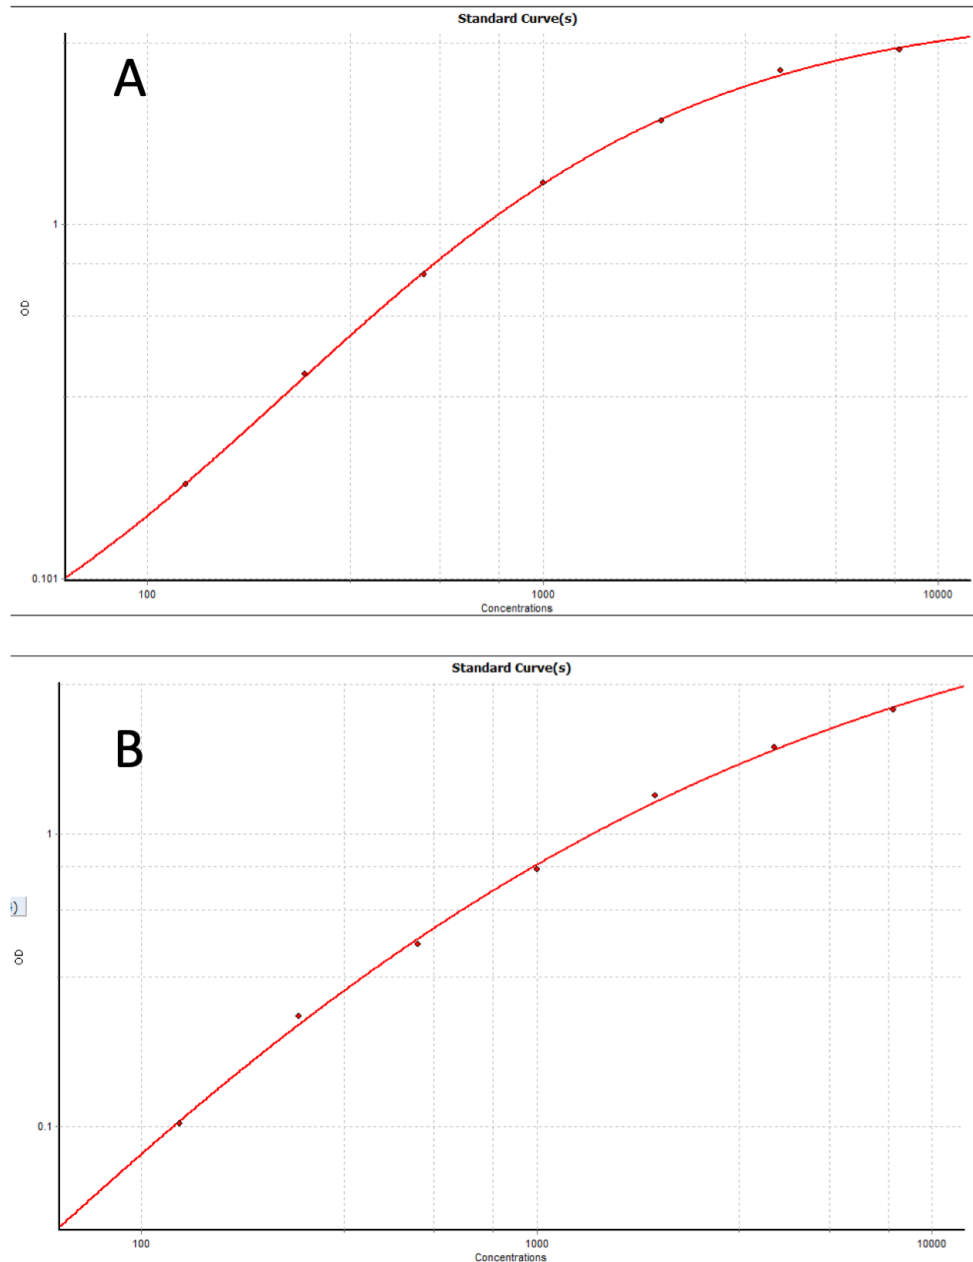 Standard Curve(s)
A
1
OD
0.101
100 1000 10000
Concentrations
Standard Curve(s)
B
1
)
OD
0.1
100 1000 10000
Concentrations